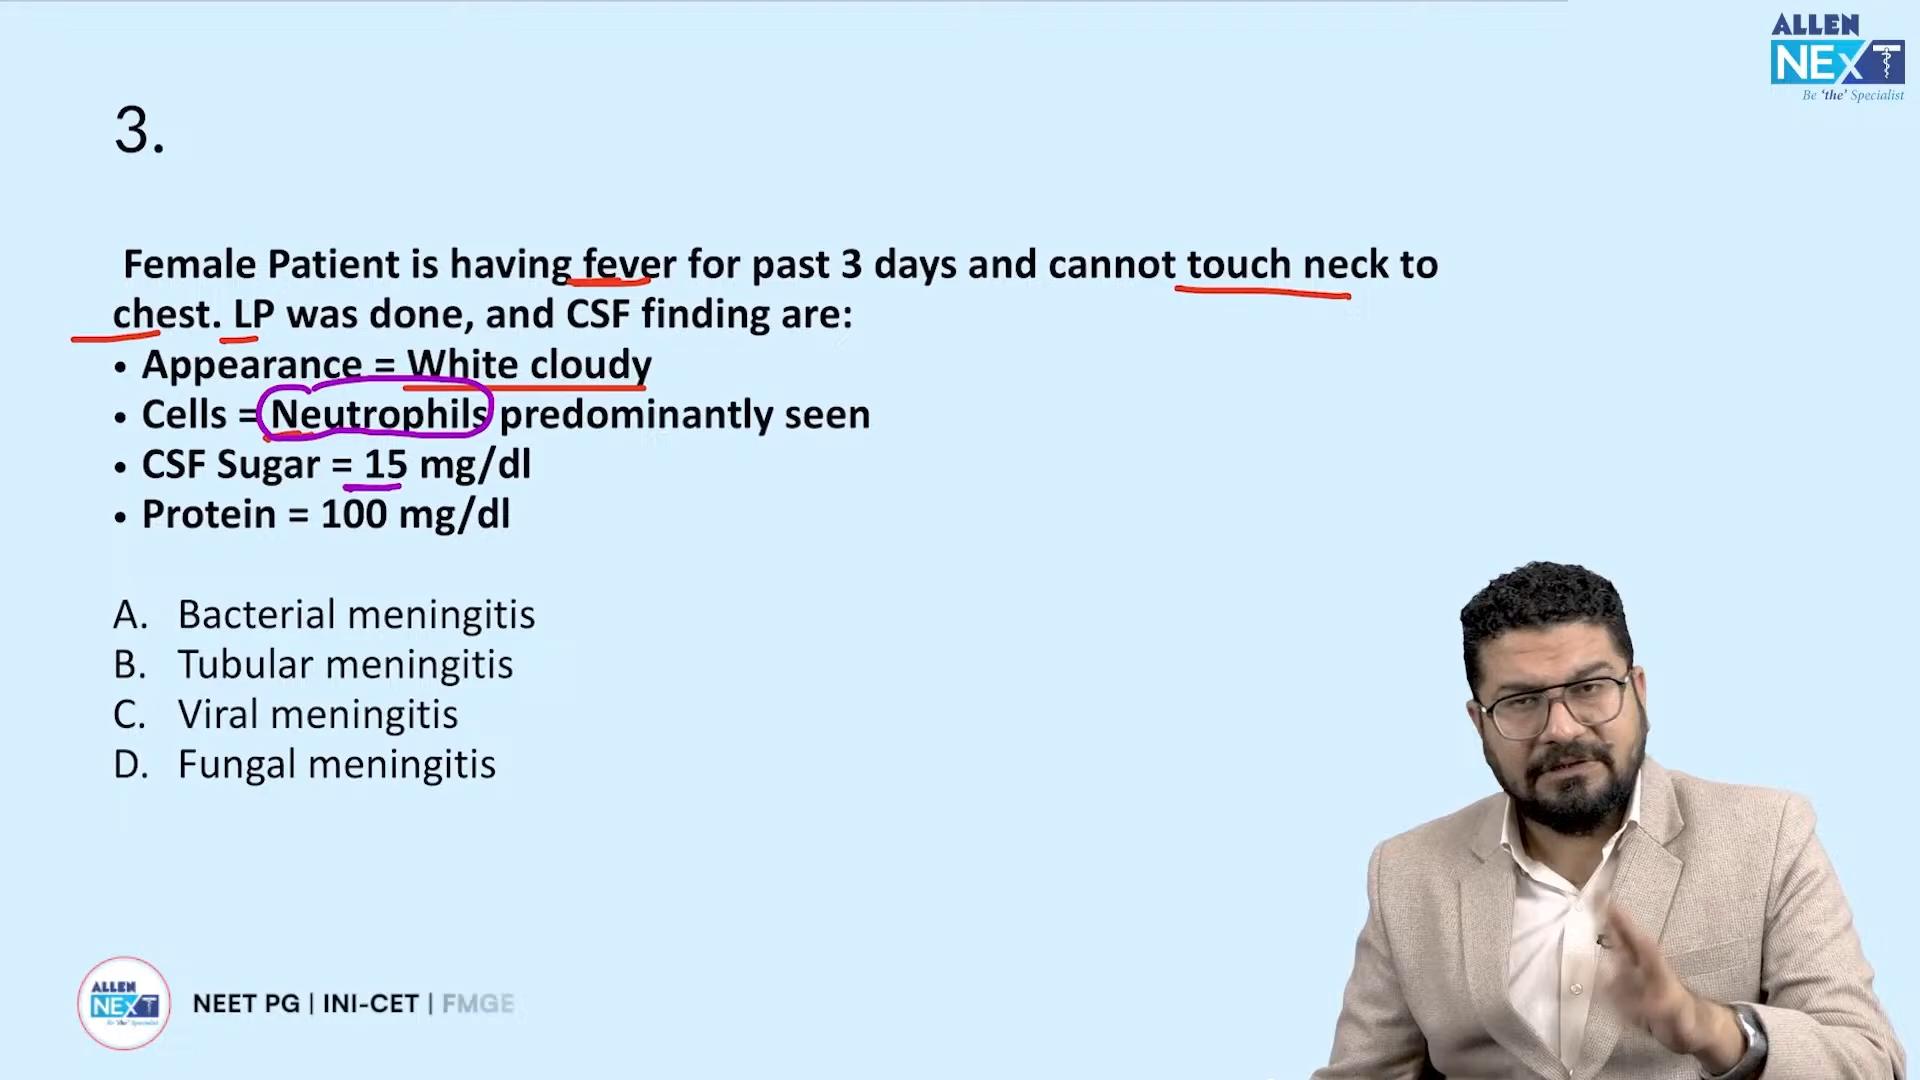 ALLEN
NEXT
Be 'the' Specialist
3.
Female Patient is having fever for past 3 days and cannot touch neck to
chest. LP was done, and CSF finding are:
• Appearance = White cloudy
• Cells = Neutrophils predominantly seen
• CSF Sugar = 15 mg/dl
• Protein = 100 mg/dl
A. Bacterial meningitis
B. Tubular meningitis
C. Viral meningitis
D. Fungal meningitis
ALLEN
NEXT
Be 'the' Specialist
NEET PG | INI-CET | FMGE